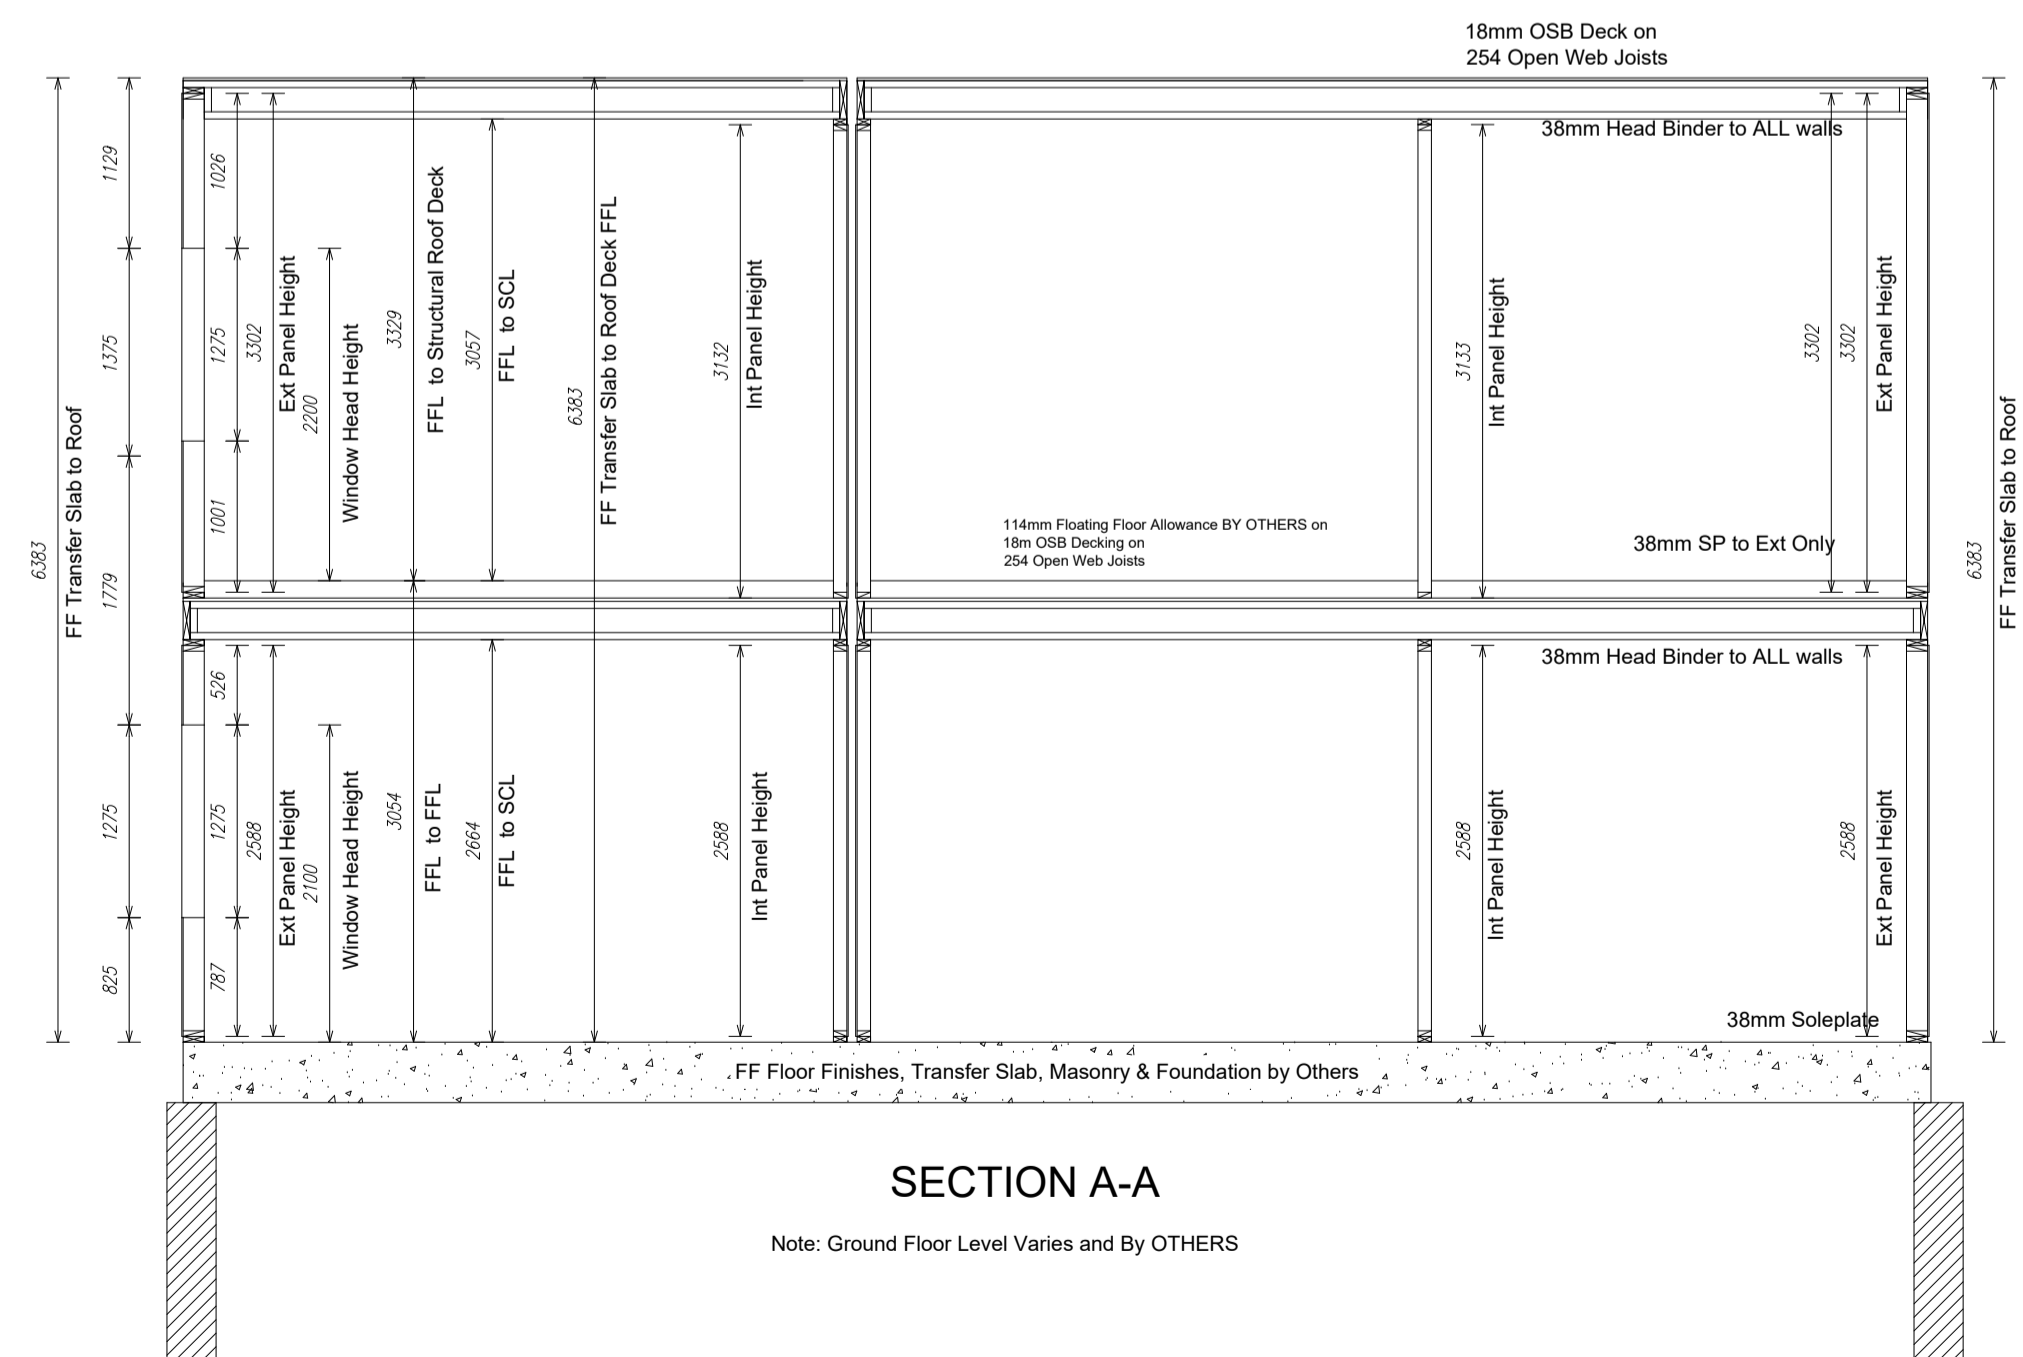 18mm OSB Deck on
254 Open Web Joists
38mm Head Binder to ALL walls
6383
FF Transfer Slab to Roof
1129
1375
1779
1275
825
1026
1275
1001
3302
Ext Panel Height
2200
Window Head Height
3329
FFL to Structural Roof Deck
3057
FFL to SCL
6383
FF Transfer Slab to Roof Deck FFL
3132
Int Panel Height
3133
Int Panel Height
3302
3302
Ext Panel Height
6383
FF Transfer Slab to Roof
114mm Floating Floor Allowance BY OTHERS on
18m OSB Decking on
254 Open Web Joists
38mm SP to Ext Only
38mm Head Binder to ALL walls
526
1275
787
2588
Ext Panel Height
2100
Window Head Height
3054
FFL to FFL
2664
FFL to SCL
2588
Int Panel Height
2588
Int Panel Height
2588
Ext Panel Height
38mm Soleplate
FF Floor Finishes, Transfer Slab, Masonry & Foundation by Others
SECTION A-A
Note: Ground Floor Level Varies and By OTHERS